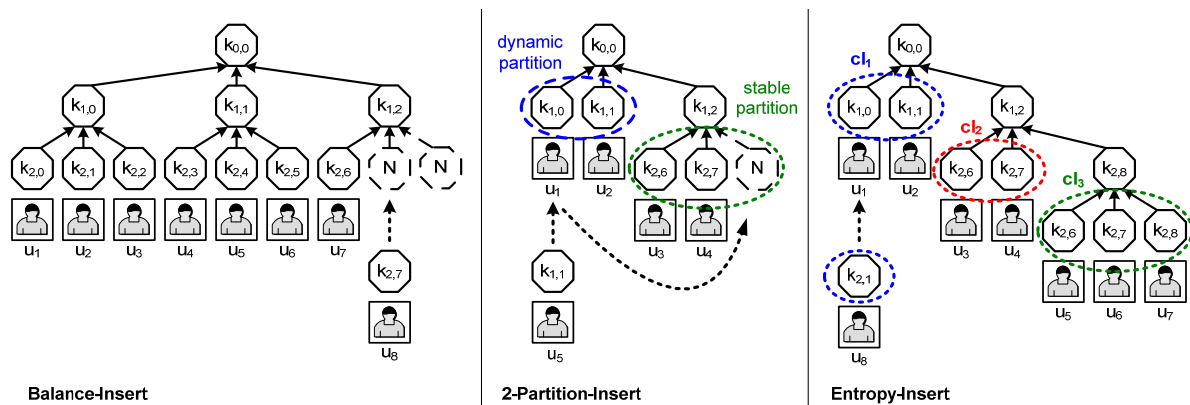 k0,0
k1,0 k1,1 k1,2
k2,0 k2,1 k2,2 k2,3 k2,4 k2,5 k2,6 N N
u1 u2 u3 u4 u5 u6 u7
k2,7
u8
Balance-Insert
dynamic
partition
k0,0
stable
partition
k1,0 k1,1 k1,2
k2,6 k2,7 N
u1 u2
u3 u4
k1,1
u5
2-Partition-Insert
k0,0
cl1
k1,0 k1,1 k1,2
cl2
k2,6 k2,7 k2,8
u1 u2
cl3
k2,6 k2,7 k2,8
u3 u4
k2,1
u5 u6 u7
u8
Entropy-Insert